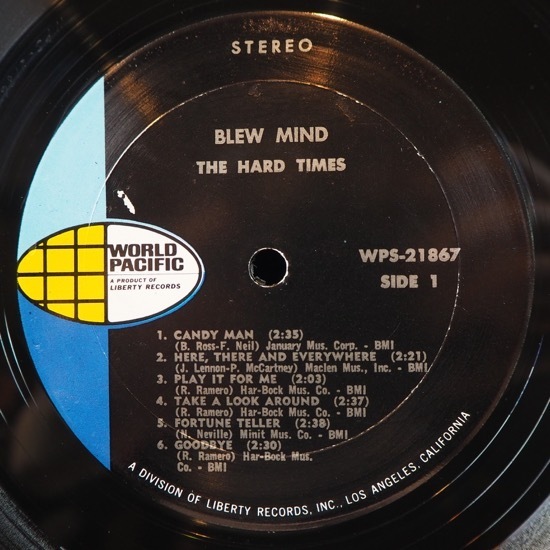 STEREO
BLEW MIND
THE HARD TIMES
WORLD
PACIFIC
A PRODUCT OF
LIBERTY RECORDS
WPS-21867
SIDE 1
1. CANDY MAN (2:35)
(B. Ross-F. Neil) January Mus. Corp. - BMI
2. HERE, THERE AND EVERYWHERE (2:21)
(J. Lennon-P. McCartney) Maclen Mus., Inc. - BMI
3. PLAY IT FOR ME (2:03)
(R. Ramero) Har-Bock Mus. Co. - BMI
4. TAKE A LOOK AROUND (2:37)
(R. Ramero) Har-Bock Mus. Co. - BMI
5. FORTUNE TELLER (2:38)
(N. Neville) Minit Mus. Co. - BMI
6. GOODBYE (2:30)
(R. Ramero) Har-Bock Mus.
Co. - BMI
A DIVISION OF LIBERTY RECORDS, INC., LOS ANGELES, CALIFORNIA